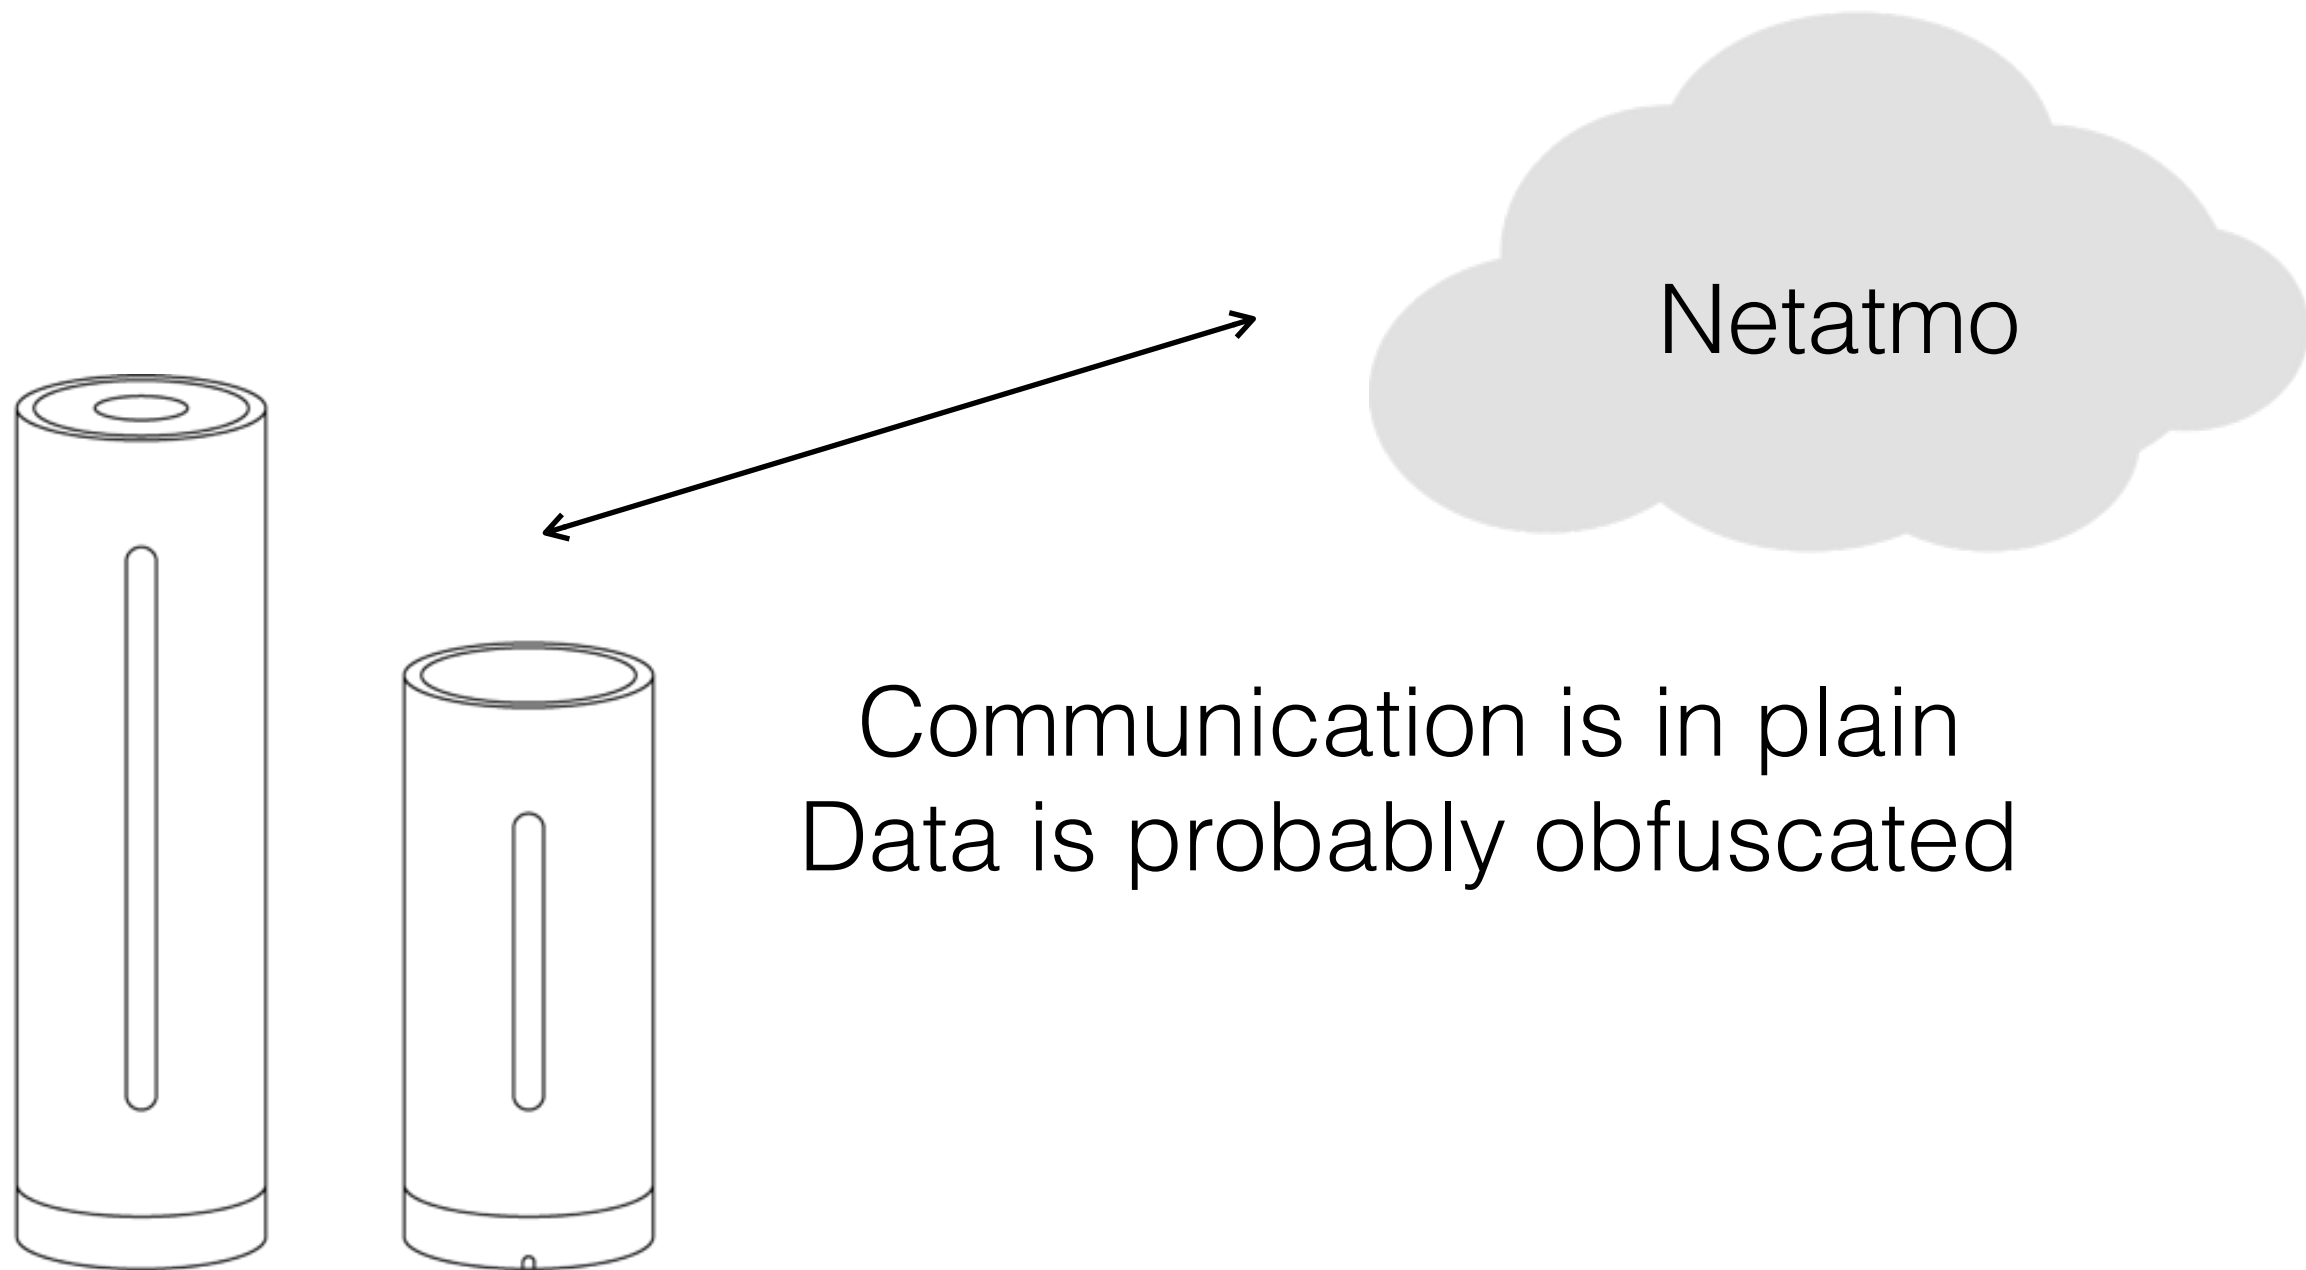 Netatmo
Communication is in plain
Data is probably obfuscated